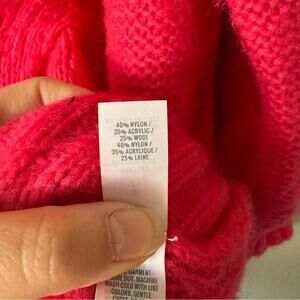 40% NYLON /
35% ACRYLIC /
25% WOOL
40% NYLON /
35% ACRYLIQUE /
25% LAINE
GARMENT
SIDE OUT. MACHINE
WASH COLD WITH LIKE
COLORS, GENTLE